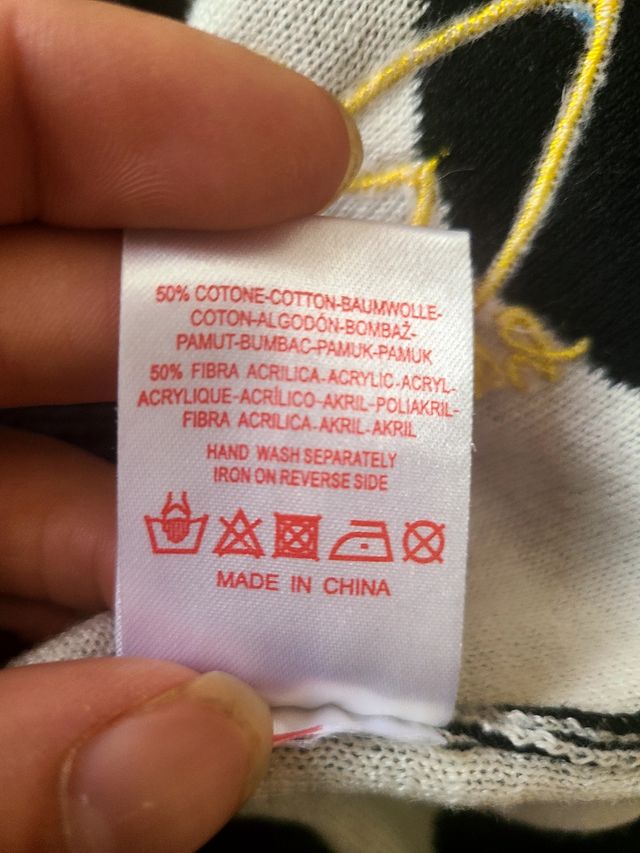 50% COTONE-COTTON-BAUMWOLLE-
COTON-ALGODÓN-BOMBAŽ-
PAMUT-BUMBAC-PAMUK-PAMUK
50% FIBRA ACRILICA-ACRYLIC-ACRYL-
ACRYLIQUE-ACRÍLICO-AKRIL-POLIAKRIL-
FIBRA ACRILICA-AKRIL-AKRIL
HAND WASH SEPARATELY
IRON ON REVERSE SIDE
MADE IN CHINA